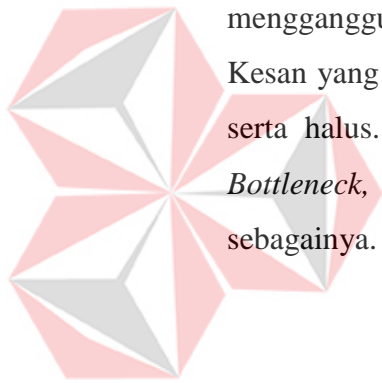 mengganggu
Kesan yang
serta halus.
Bottleneck,
sebagainya.